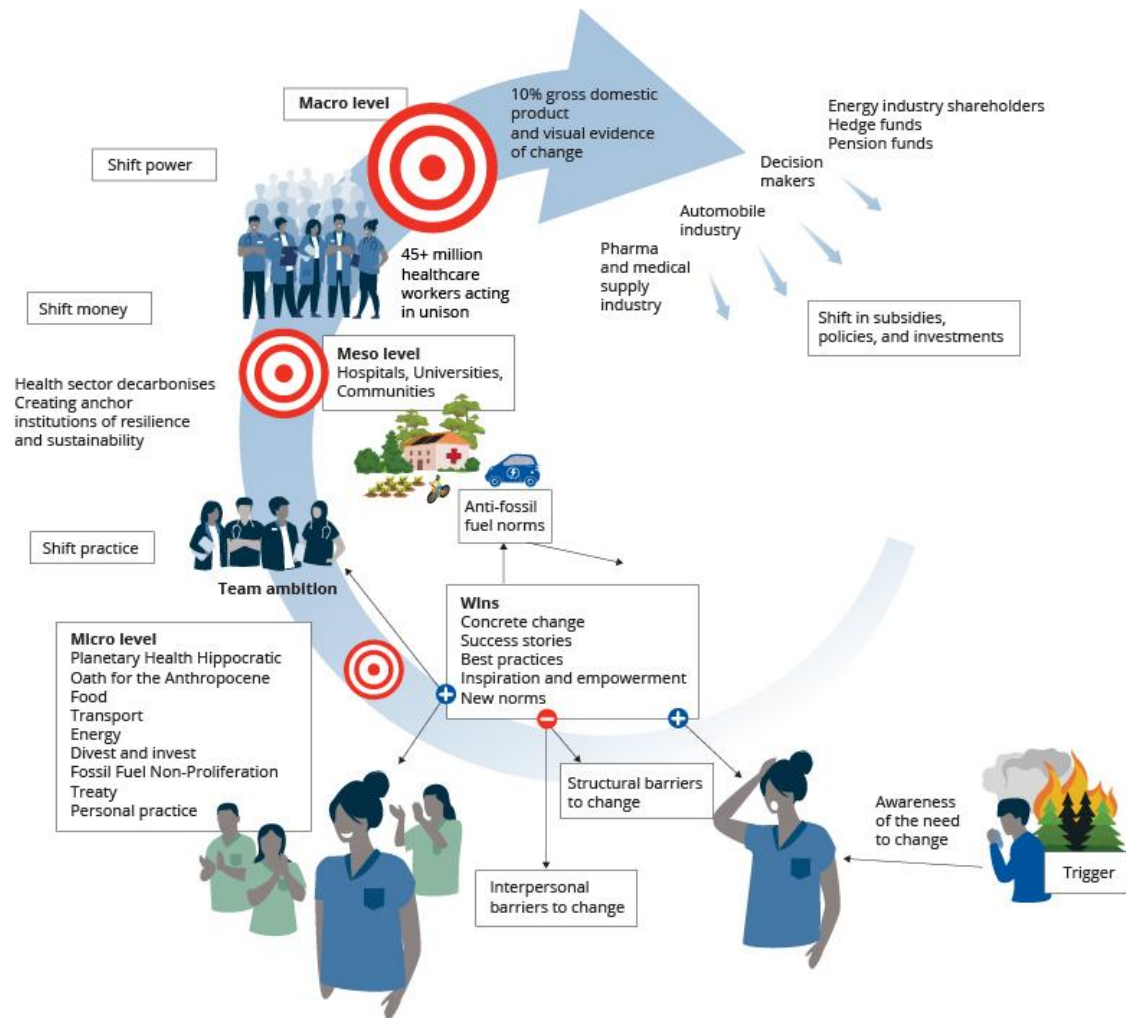 Macro level
10% gross domestic
product
and visual evidence
of change
Energy industry shareholders
Hedge funds
Pension funds
Decision
makers
Automobile
industry
Pharma
and medical
supply
industry
Shift in subsidies,
policies, and investments
Shift power
45+ million
healthcare
workers acting
in unison
Shift money
Meso level
Hospitals, Universities,
Communities
Health sector decarbonises
Creating anchor
institutions of resilience
and sustainability
Anti-fossil
fuel norms
Shift practice
Team ambition
Wins
Concrete change
Success stories
Best practices
Inspiration and empowerment
New norms
Micro level
Planetary Health Hippocratic
Oath for the Anthropocene
Food
Transport
Energy
Divest and invest
Fossil Fuel Non-Proliferation
Treaty
Personal practice
Structural barriers
to change
Interpersonal
barriers to change
Awareness
of the need
to change
Trigger